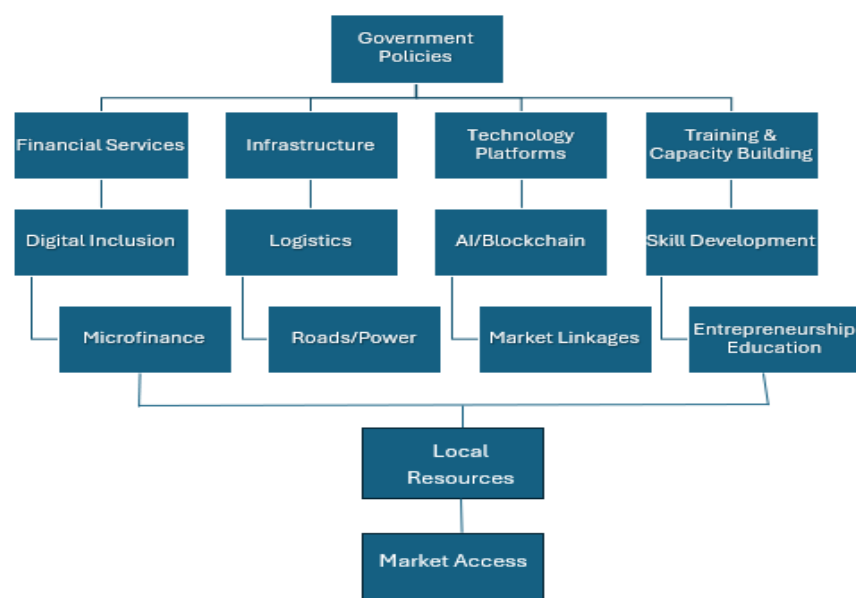 Government
Policies
Financial Services
Infrastructure
Technology
Platforms
Training &
Capacity Building
Digital Inclusion
Logistics
AI/Blockchain
Skill Development
Microfinance
Roads/Power
Market Linkages
Entrepreneurship
Education
Local
Resources
Market Access